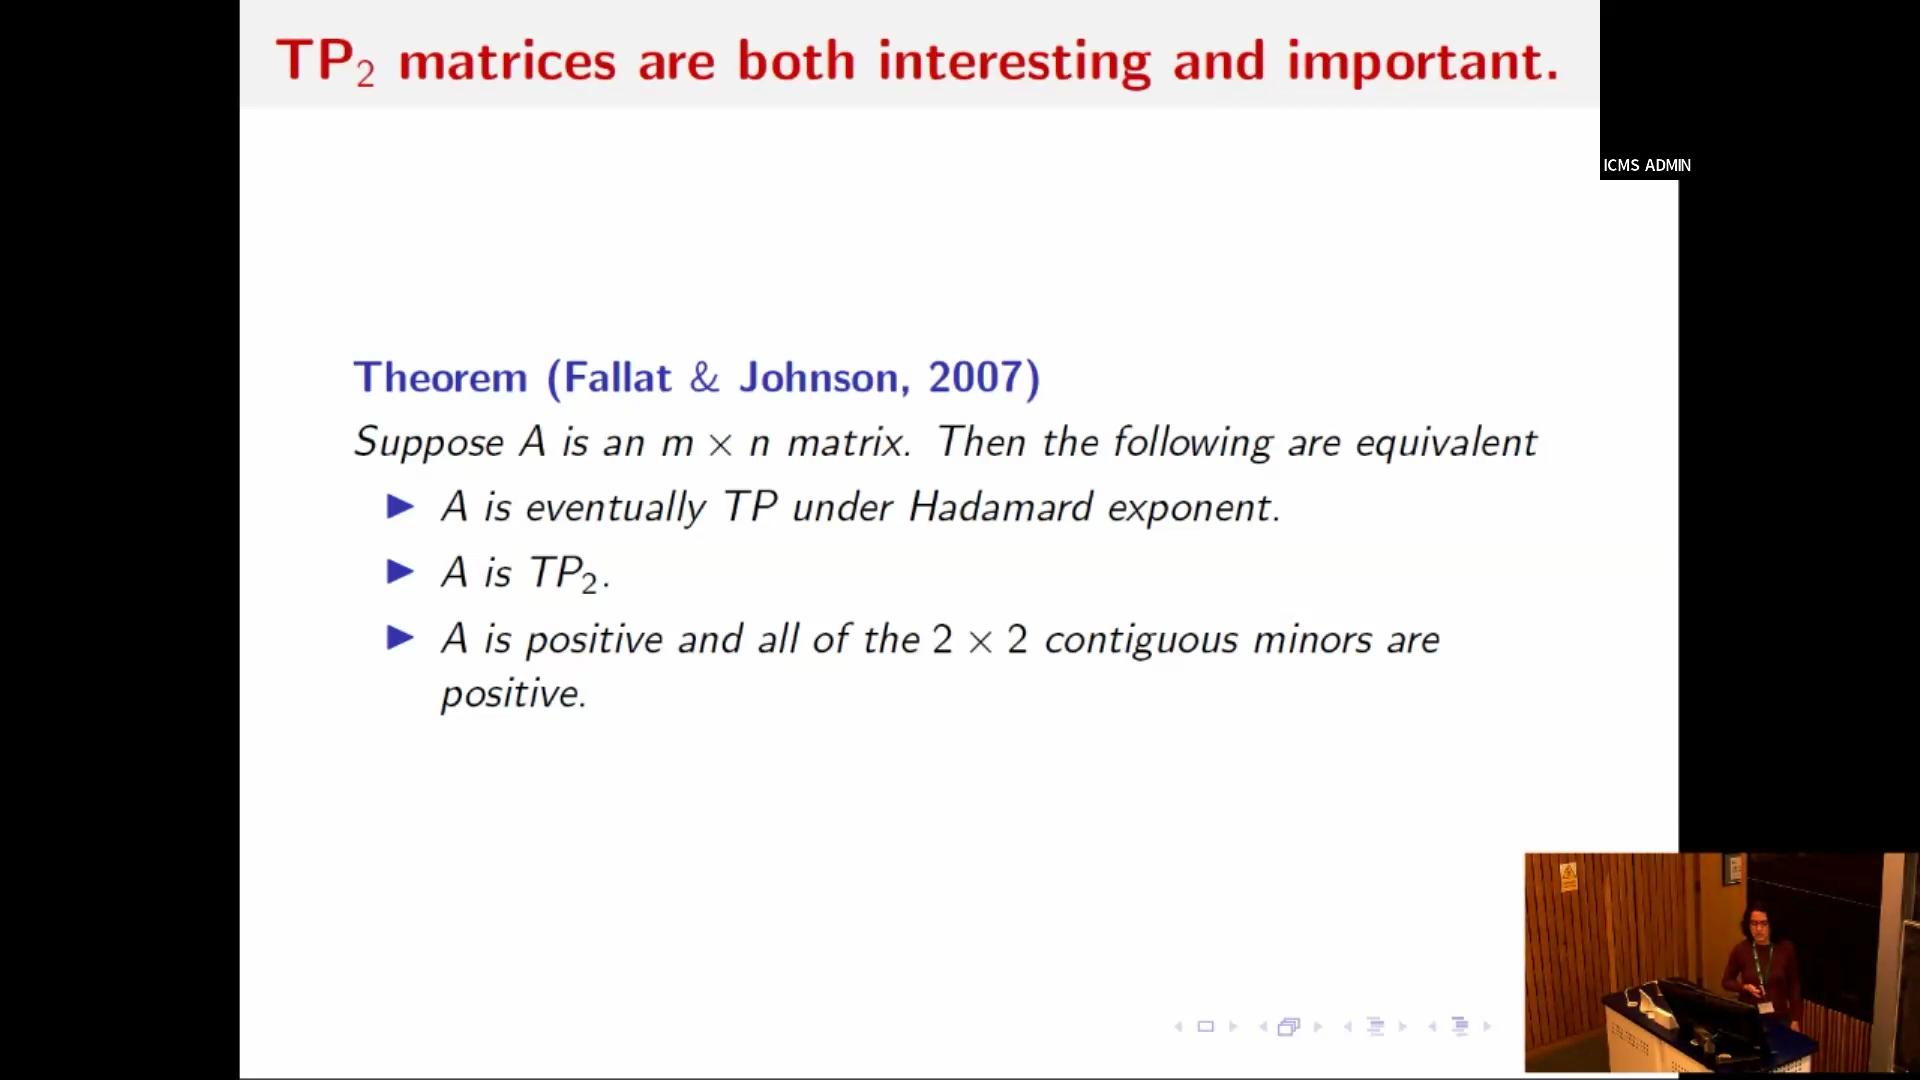 TP₂ matrices are both interesting and important.
ICMS ADMIN
Theorem (Fallat & Johnson, 2007)
Suppose A is an m × n matrix. Then the following are equivalent
▶ A is eventually TP under Hadamard exponent.
▶ A is TP₂.
▶ A is positive and all of the 2 × 2 contiguous minors are
positive.